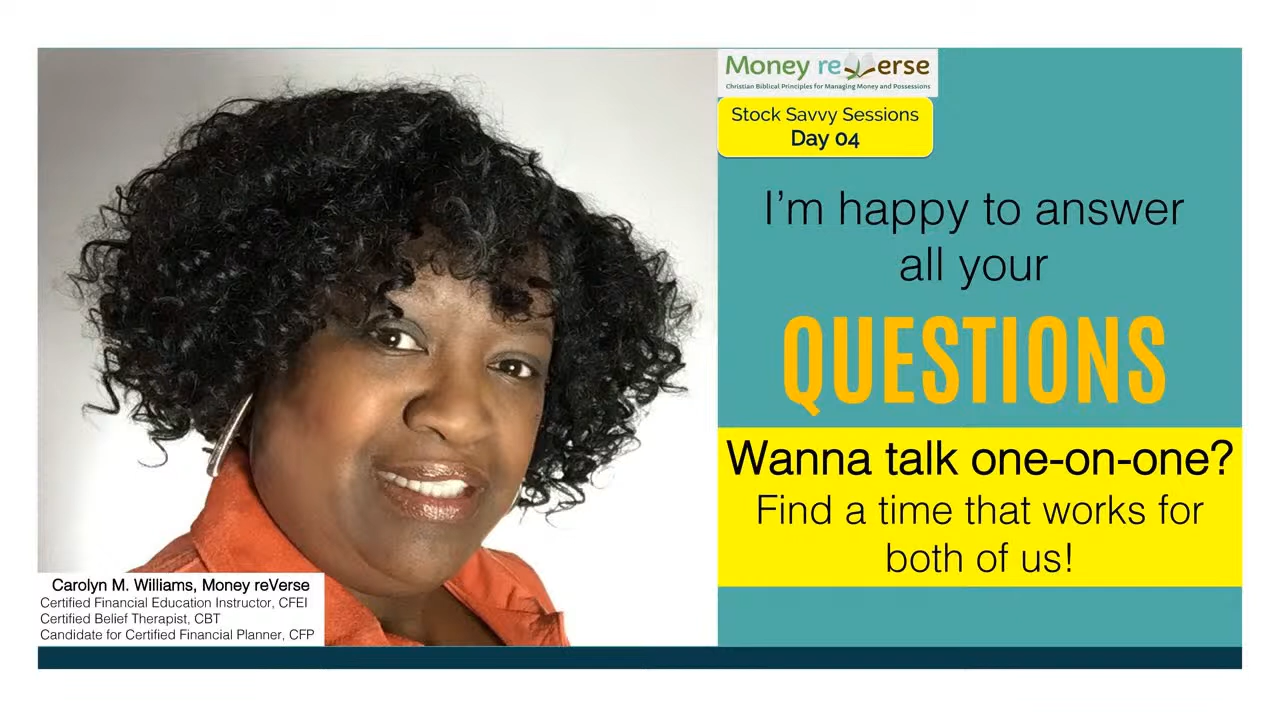 Money reVerse
Christian Biblical Principles for Managing Money and Possessions
Stock Savvy Sessions
Day 04
I'm happy to answer
all your
QUESTIONS
Wanna talk one-on-one?
Find a time that works for
both of us!
Carolyn M. Williams, Money reVerse
Certified Financial Education Instructor, CFEI
Certified Belief Therapist, CBT
Candidate for Certified Financial Planner, CFP